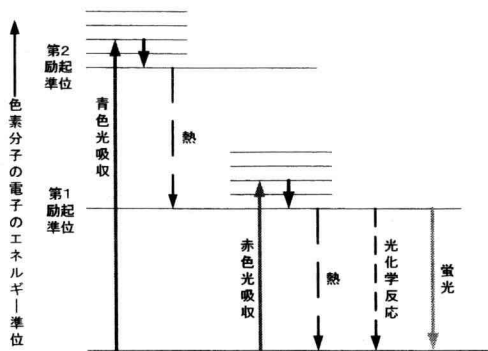 色素分子の電子のエネルギー準位
第2
励起
準位
青色光吸収
熱
第1
励起
準位
赤色光吸収
熱
光化学反応
蛍光